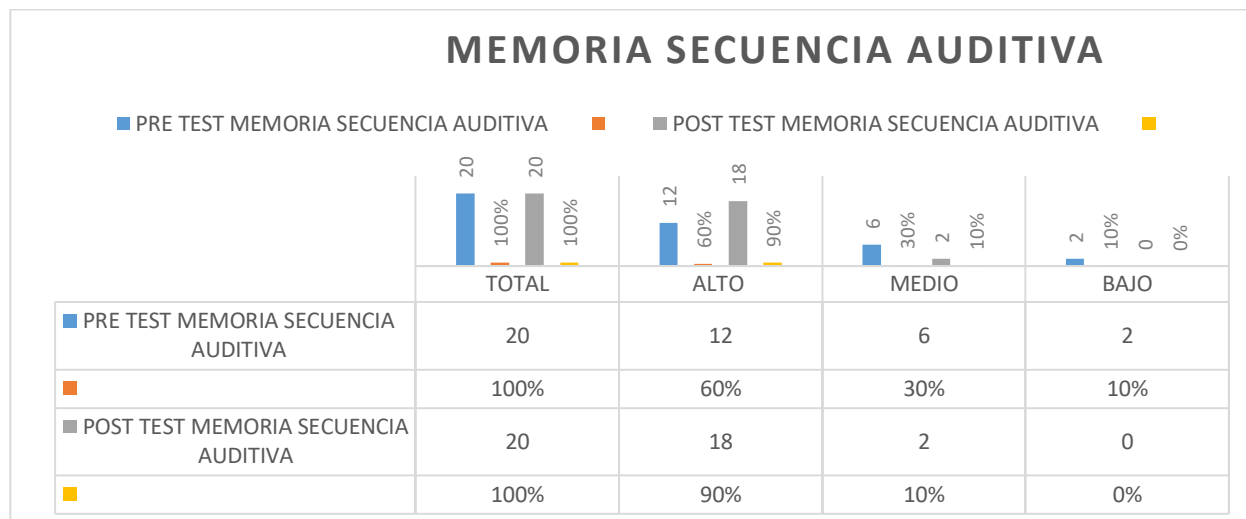 MEMORIA SECUENCIA AUDITIVA
PRE TEST MEMORIA SECUENCIA AUDITIVA POST TEST MEMORIA SECUENCIA AUDITIVA
20 100% 20 100% 12 60% 18 90% 6 30% 2 10% 2 10% 0 0%
TOTAL ALTO MEDIO BAJO
PRE TEST MEMORIA SECUENCIA
AUDITIVA 20 12 6 2
100% 60% 30% 10%
POST TEST MEMORIA SECUENCIA
AUDITIVA 20 18 2 0
100% 90% 10% 0%